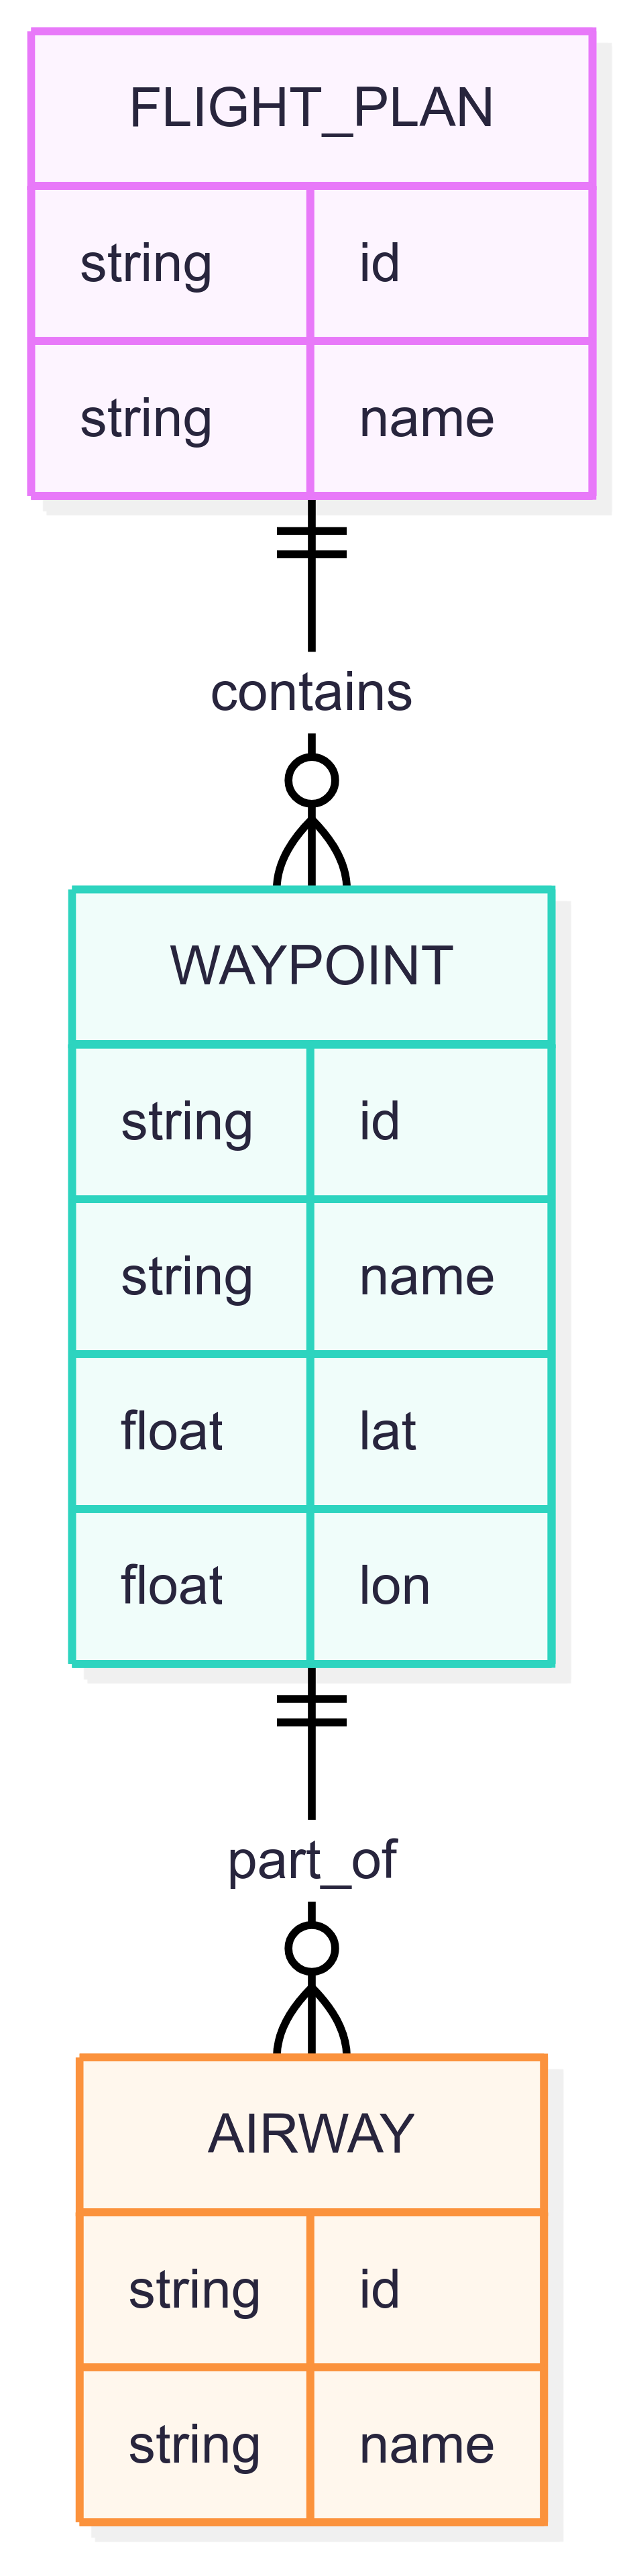 FLIGHT_PLAN
string id
string name
contains
WAYPOINT
string id
string name
float lat
float lon
part_of
AIRWAY
string id
string name